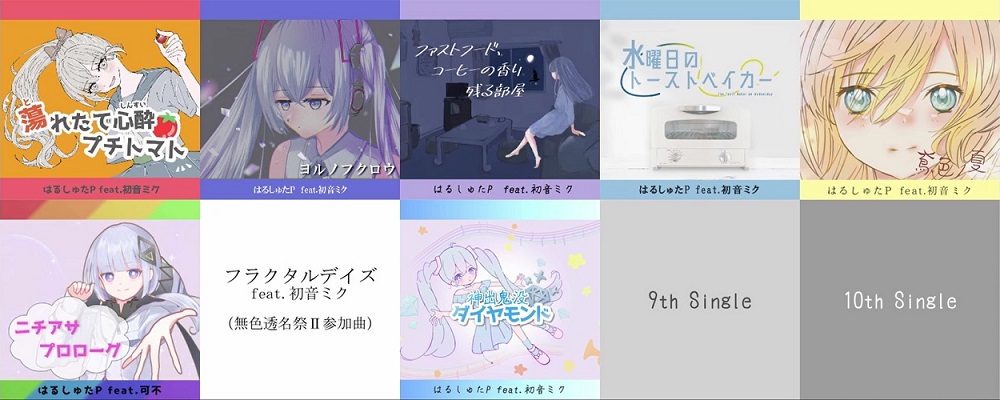 蕩れたて心酔
と
しんすい
プチトマト
はるしゅたP feat.初音ミク
ヨルノフクロウ
はるしゅたP feat.初音ミク
ファストフード、
コーヒーの香り
残る部屋
はるしゅたP feat.初音ミク
水曜日の
トーストベイカー
はるしゅたP feat.初音ミク
鳶色夏
はるしゅたP feat.初音ミク
ニチアサ
プロローグ
はるしゅたP feat.可不
フラクタルデイズ
feat.初音ミク
(無色透名祭Ⅱ参加曲)
神出鬼没
ダイヤモンド
はるしゅたP feat.初音ミク
9th Single
10th Single